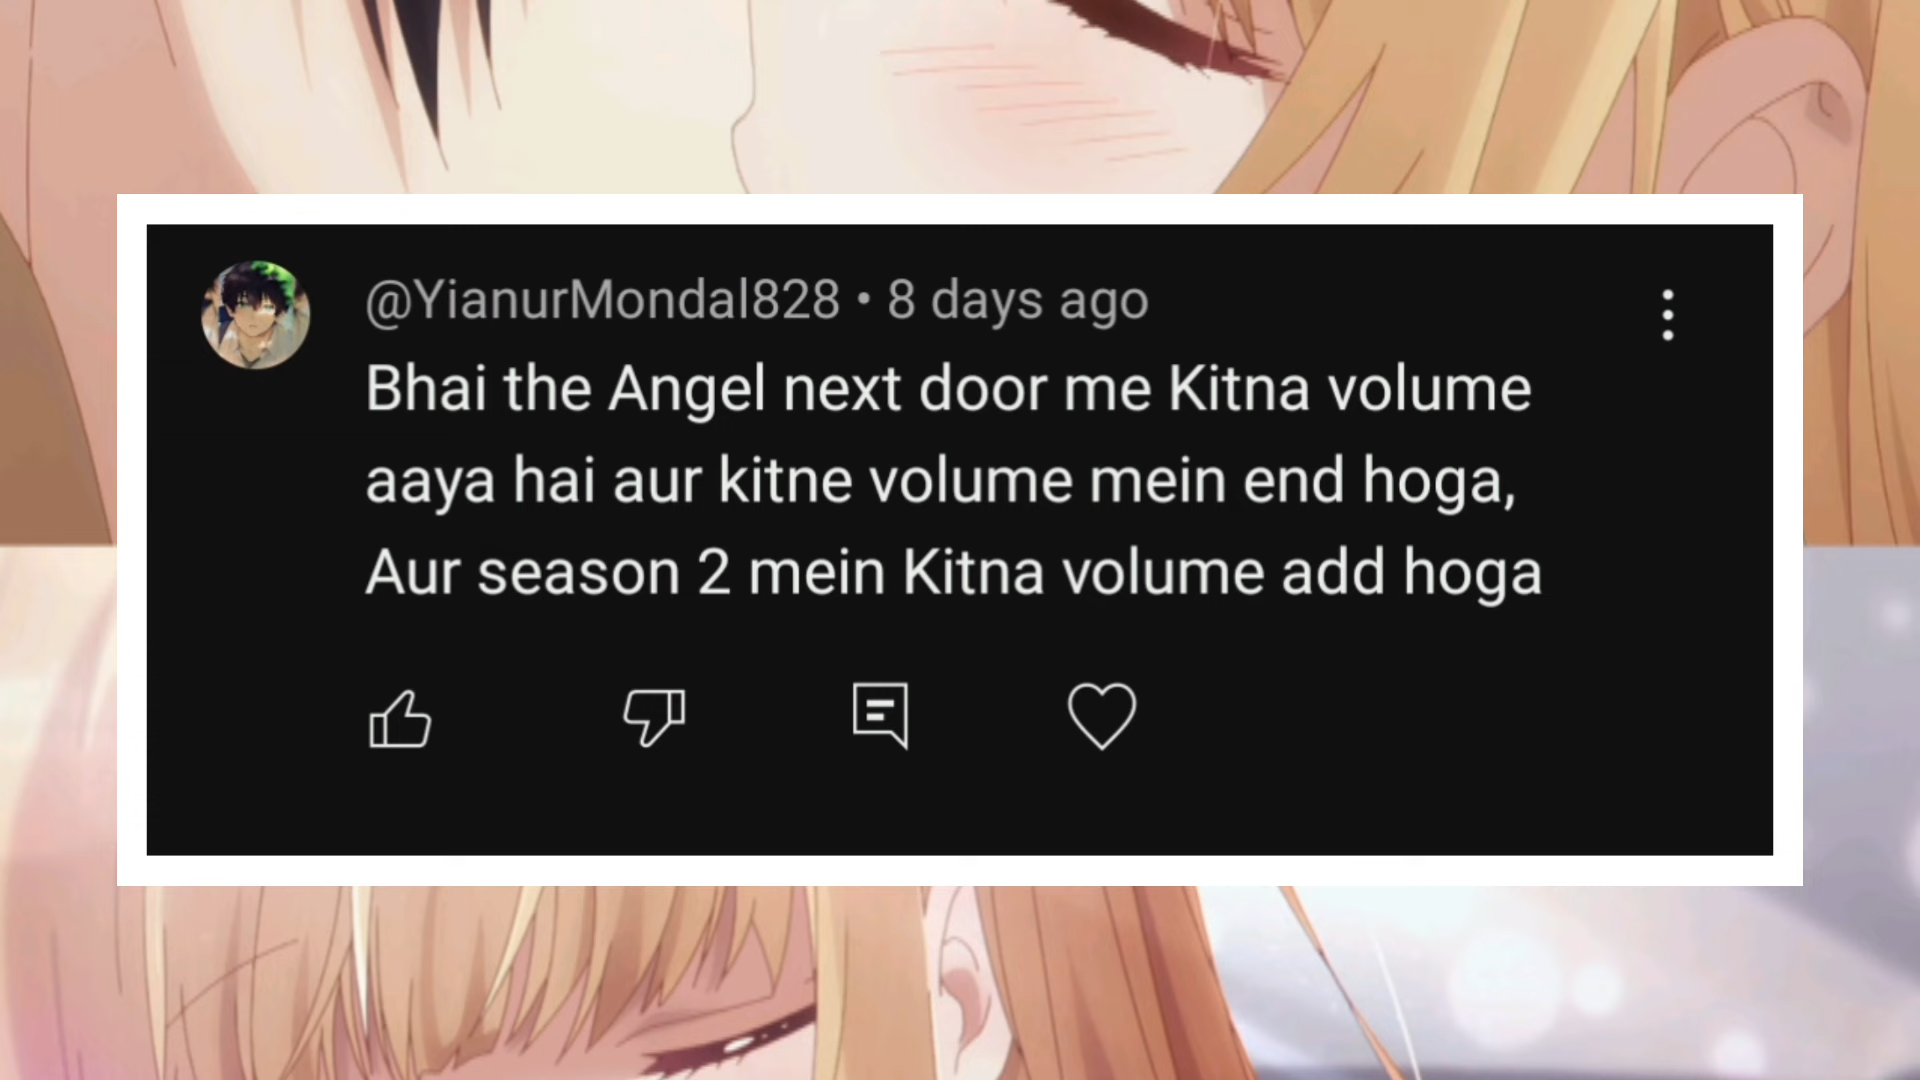 @YianurMondal828 • 8 days ago
Bhai the Angel next door me Kitna volume
aaya hai aur kitne volume mein end hoga,
Aur season 2 mein Kitna volume add hoga